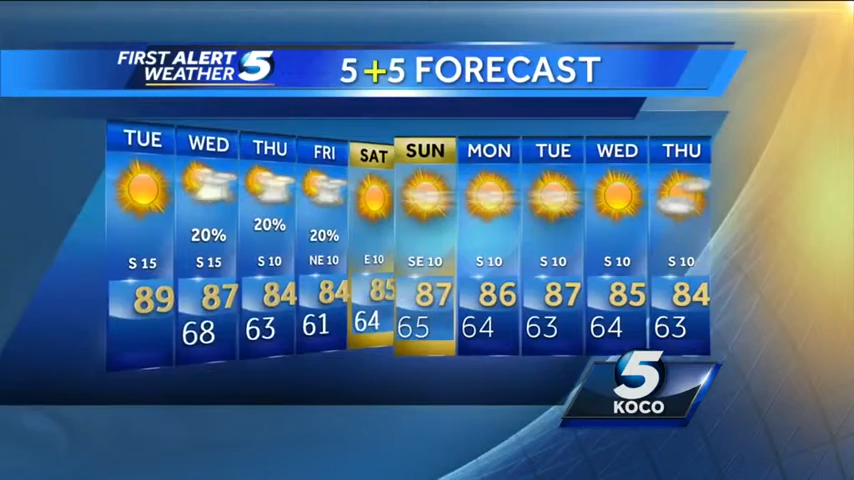 FIRST ALERT
WEATHER 5
5+5 FORECAST
TUE WED THU FRI SAT SUN MON TUE WED THU
20% 20% 20%
S 15 S 15 S 10 NE 10 E 10 SE 10 S 10 S 10 S 10 S 10
89 87 84 84 85 87 86 87 85 84
68 63 61 64 65 64 63 64 63
5
KOCO